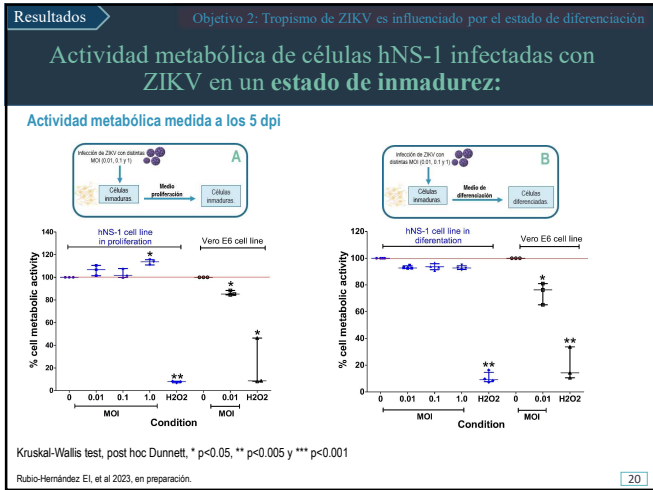 Resultados
Objetivo 2: Tropismo de ZIKV es influenciado por el estado de diferenciación
Actividad metabólica de células hNS-1 infectadas con
ZIKV en un estado de inmadurez:
Actividad metabólica medida a los 5 dpi
Infección de ZIKV con distintas
MOI (0.01, 0.1 y 1)
A
Células
inmaduras.
Medio
proliferación
Células
inmaduras.
hNS-1 cell line
in proliferation
Vero E6 cell line
% cell metabolic activity
140
120
100
80
60
40
20
0
*
**
*
*
0 0.01 0.1 1.0 H2O2 0 0.01 H2O2
MOI MOI
Condition
Infección de ZIKV con
distintas MOI (0.01, 0.1 y 1)
B
Células
inmaduras.
Medio de
diferenciación
Células
diferenciadas.
hNS-1 cell line in
diferentation
Vero E6 cell line
% cell metabolic activity
120
100
80
60
40
20
0
**
*
**
0 0.01 0.1 1.0 H2O2 0 0.01 H2O2
MOI MOI
Condition
Kruskal-Wallis test, post hoc Dunnett, * p<0.05, ** p<0.005 y *** p<0.001
Rubio-Hernández EI, et al 2023, en preparación.
20